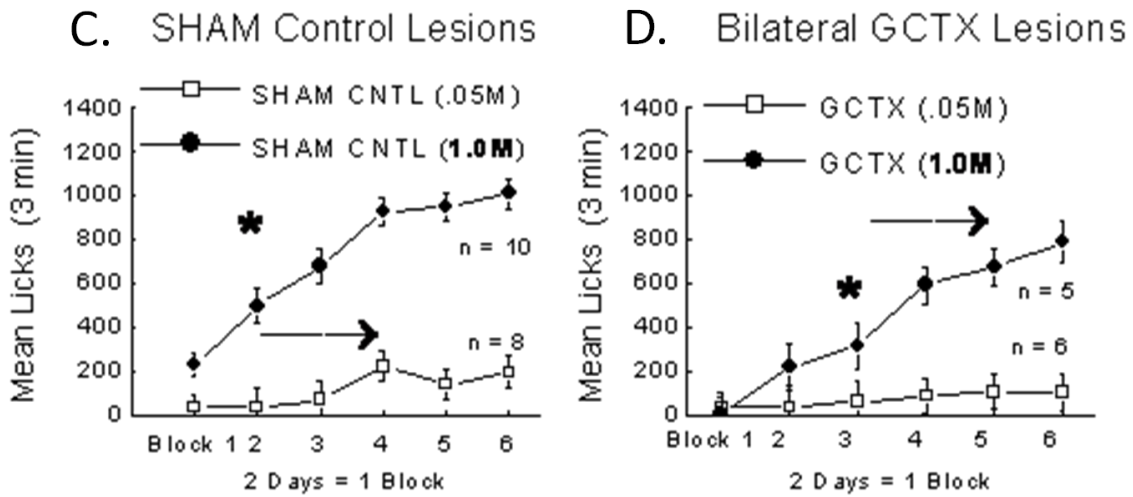 C. SHAM Control Lesions
SHAM CNTL (.05M)
SHAM CNTL (1.0M)
Mean Licks (3 min)
1400
1200
1000
800
600
400
200
0
*
n = 10
n = 8
Block 1 2 3 4 5 6
2 Days = 1 Block
D. Bilateral GCTX Lesions
GCTX (.05M)
GCTX (1.0M)
Mean Licks (3 min)
1400
1200
1000
800
600
400
200
0
*
n = 5
n = 6
Block 1 2 3 4 5 6
2 Days = 1 Block